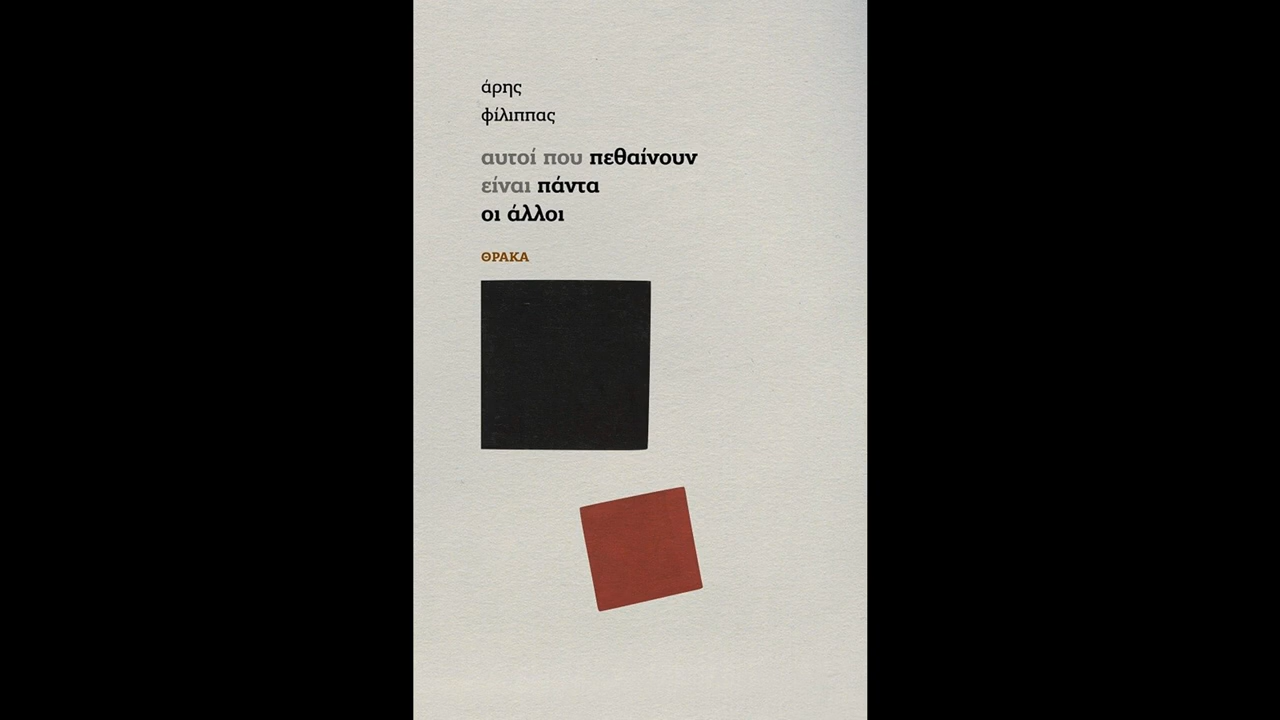 άρης
φίλιππας
αυτοί που πεθαίνουν
είναι πάντα
οι άλλοι
ΘΡΑΚΑ